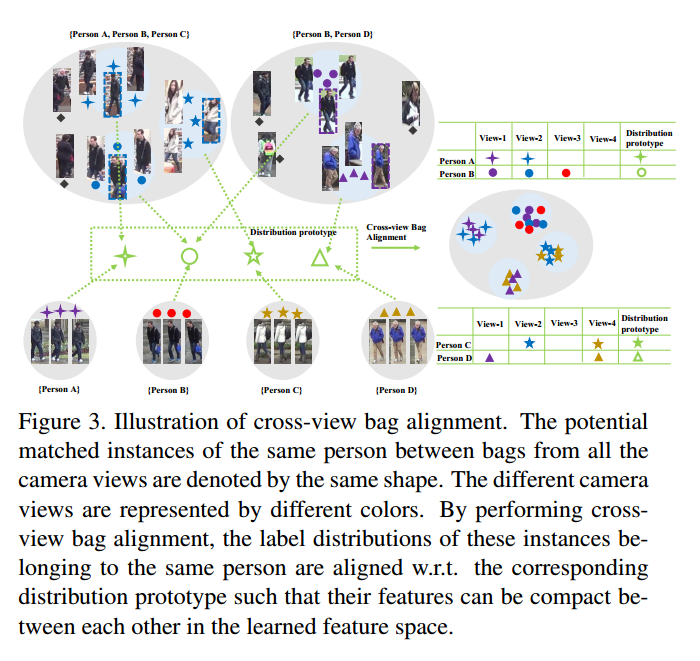 {Person A, Person B, Person C}
{Person B, Person D}
View-1 View-2 View-3 View-4 Distribution prototype
Person A
Person B
Distribution prototype
Cross-view Bag Alignment
View-1 View-2 View-3 View-4 Distribution prototype
Person C
Person D
{Person A}
{Person B}
{Person C}
{Person D}
Figure 3. Illustration of cross-view bag alignment. The potential
matched instances of the same person between bags from all the
camera views are denoted by the same shape. The different camera
views are represented by different colors. By performing cross-
view bag alignment, the label distributions of these instances be-
longing to the same person are aligned w.r.t. the corresponding
distribution prototype such that their features can be compact be-
tween each other in the learned feature space.